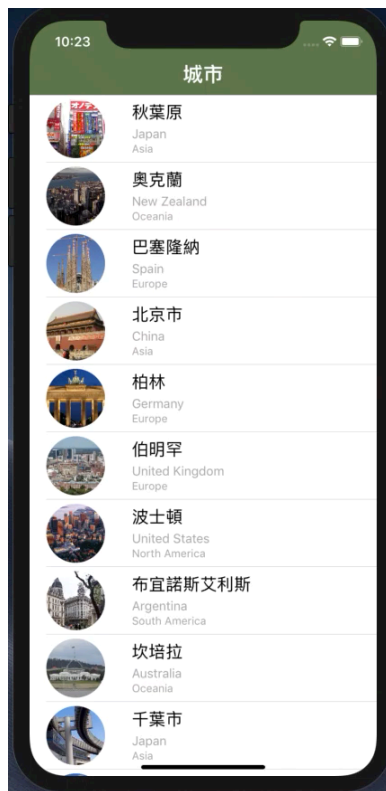 10:23
城市
秋葉原
Japan
Asia
奧克蘭
New Zealand
Oceania
巴塞隆納
Spain
Europe
北京市
China
Asia
柏林
Germany
Europe
伯明罕
United Kingdom
Europe
波士頓
United States
North America
布宜諾斯艾利斯
Argentina
South America
坎培拉
Australia
Oceania
千葉市
Japan
Asia